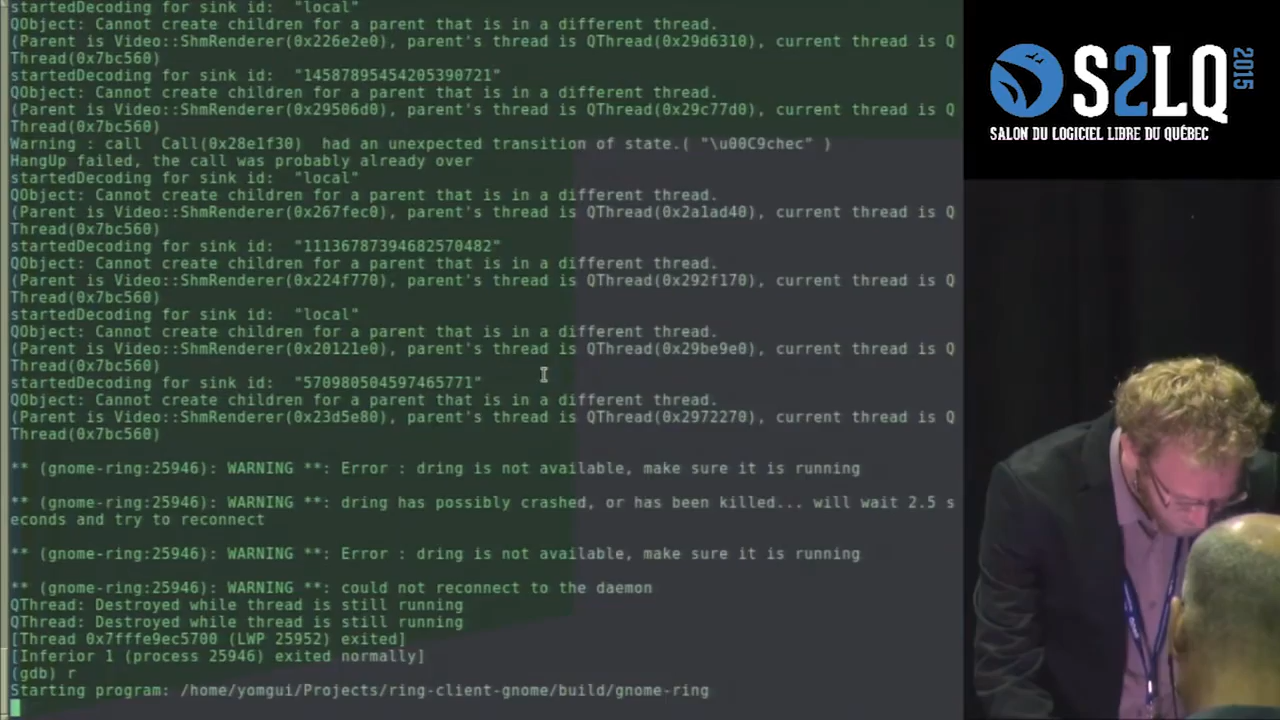 startedDecoding for sink id:  "local"
QObject: Cannot create children for a parent that is in a different thread.
(Parent is Video::ShmRenderer(0x226e2e0), parent's thread is QThread(0x29d6310), current thread is Q
Thread(0x7bc560)
startedDecoding for sink id:  "14587895454205390721"
QObject: Cannot create children for a parent that is in a different thread.
(Parent is Video::ShmRenderer(0x29506d0), parent's thread is QThread(0x29c77d0), current thread is Q
Thread(0x7bc560)
Warning : call  Call(0x28e1f30)  had an unexpected transition of state.( "\u00C9chec" )
HangUp failed, the call was probably already over
startedDecoding for sink id:  "local"
QObject: Cannot create children for a parent that is in a different thread.
(Parent is Video::ShmRenderer(0x267fec0), parent's thread is QThread(0x2a1ad40), current thread is Q
Thread(0x7bc560)
startedDecoding for sink id:  "11136787394682570482"
QObject: Cannot create children for a parent that is in a different thread.
(Parent is Video::ShmRenderer(0x224f770), parent's thread is QThread(0x292f170), current thread is Q
Thread(0x7bc560)
startedDecoding for sink id:  "local"
QObject: Cannot create children for a parent that is in a different thread.
(Parent is Video::ShmRenderer(0x20121e0), parent's thread is QThread(0x29be9e0), current thread is Q
Thread(0x7bc560)
startedDecoding for sink id:  "570980504597465771"
QObject: Cannot create children for a parent that is in a different thread.
(Parent is Video::ShmRenderer(0x23d5e80), parent's thread is QThread(0x2972270), current thread is Q
Thread(0x7bc560)
** (gnome-ring:25946): WARNING **: Error : dring is not available, make sure it is running
** (gnome-ring:25946): WARNING **: dring has possibly crashed, or has been killed... will wait 2.5 s
econds and try to reconnect
** (gnome-ring:25946): WARNING **: Error : dring is not available, make sure it is running
** (gnome-ring:25946): WARNING **: could not reconnect to the daemon
QThread: Destroyed while thread is still running
QThread: Destroyed while thread is still running
[Thread 0x7fffe9ec5700 (LWP 25952) exited]
[Inferior 1 (process 25946) exited normally]
(gdb) r
Starting program: /home/yomgui/Projects/ring-client-gnome/build/gnome-ring
S2LQ 2015
SALON DU LOGICIEL LIBRE DU QUÉBEC